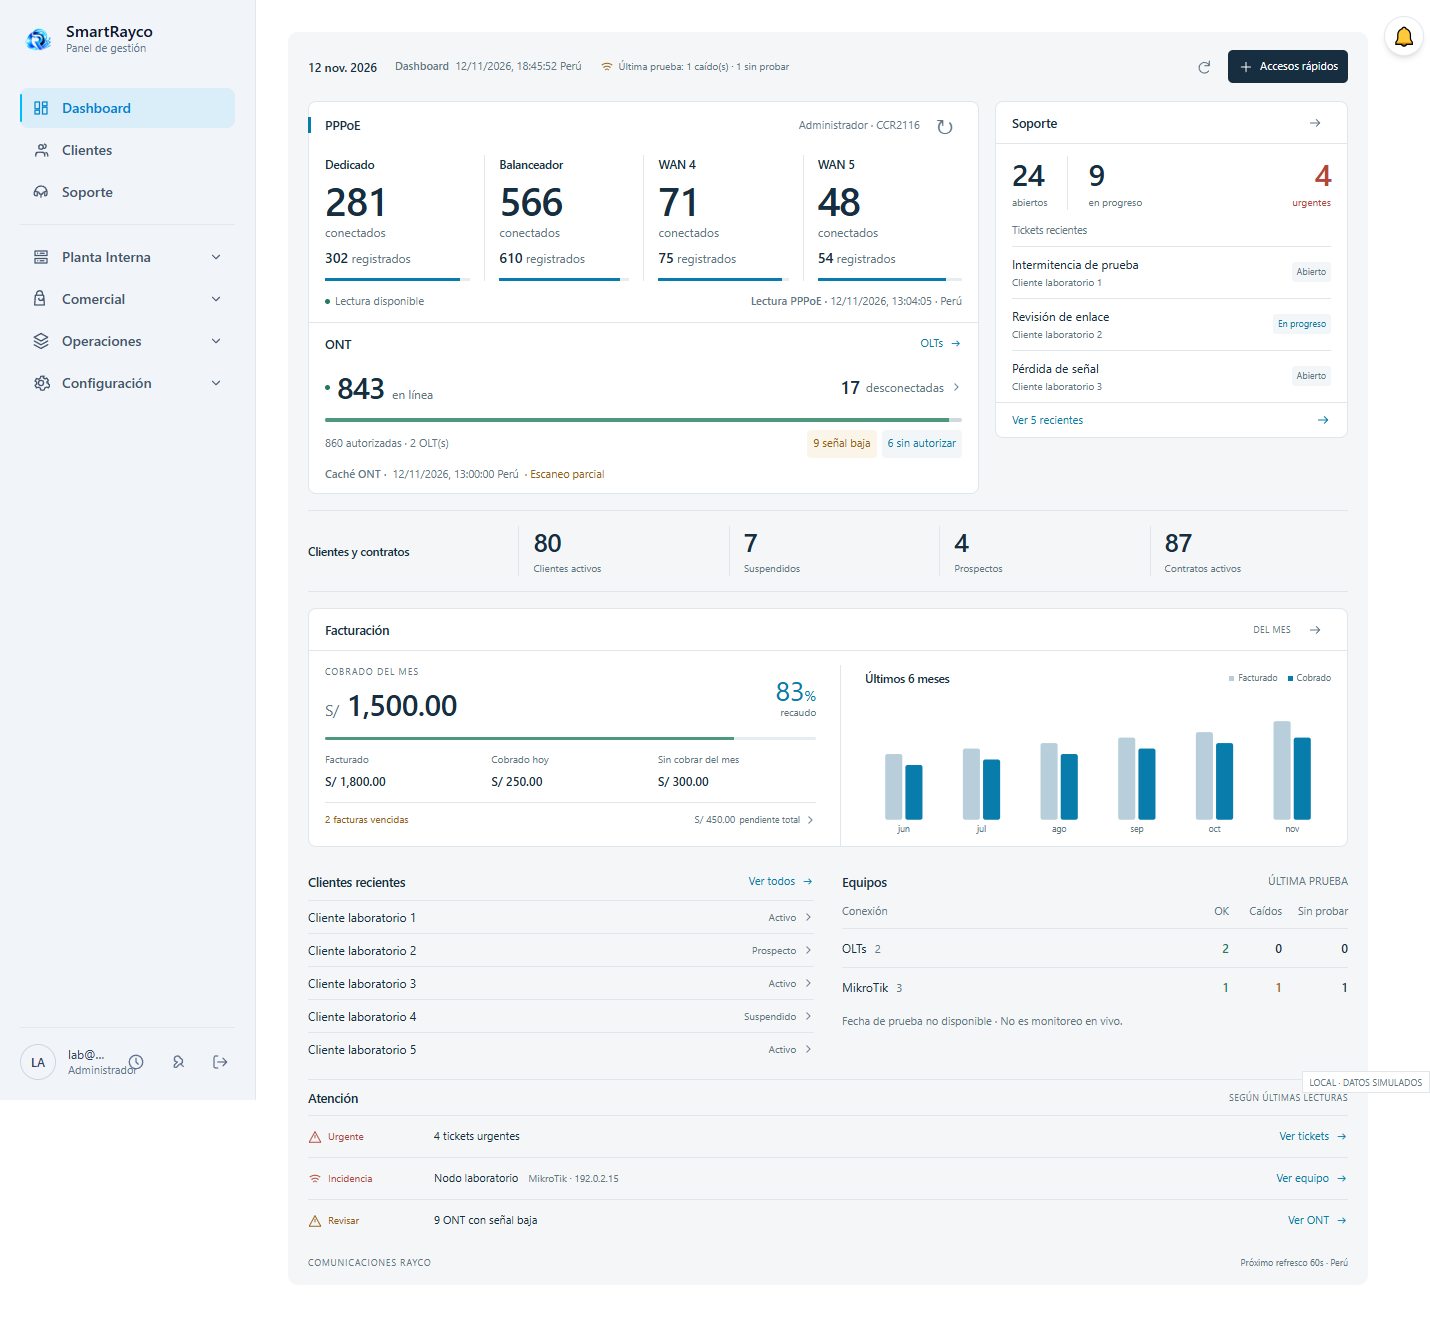 SmartRayco
Panel de gestión
Dashboard
Clientes
Soporte
Planta Interna
Comercial
Operaciones
Configuración
LA
lab@...
Administrador
12 nov. 2026 Dashboard 12/11/2026, 18:45:52 Perú Última prueba: 1 caído(s) · 1 sin probar
Accesos rápidos
PPPoE Administrador · CCR2116
Dedicado Balanceador WAN 4 WAN 5
281 566 71 48
conectados conectados conectados conectados
302 registrados 610 registrados 75 registrados 54 registrados
Lectura disponible Lectura PPPoE · 12/11/2026, 13:04:05 · Perú
ONT OLTs
843 en línea 17 desconectadas
860 autorizadas · 2 OLT(s) 9 señal baja 6 sin autorizar
Caché ONT · 12/11/2026, 13:00:00 Perú · Escaneo parcial
Soporte
24 9 4
abiertos en progreso urgentes
Tickets recientes
Intermitencia de prueba
Cliente laboratorio 1
Abierto
Revisión de enlace
Cliente laboratorio 2
En progreso
Pérdida de señal
Cliente laboratorio 3
Abierto
Ver 5 recientes
Clientes y contratos
80 7 4 87
Clientes activos Suspendidos Prospectos Contratos activos
Facturación DEL MES
COBRADO DEL MES
S/ 1,500.00
83%
recaudo
Facturado Cobrado hoy Sin cobrar del mes
S/ 1,800.00 S/ 250.00 S/ 300.00
2 facturas vencidas S/ 450.00 pendiente total
Últimos 6 meses Facturado Cobrado
jun jul ago sep oct nov
Clientes recientes Ver todos
Cliente laboratorio 1 Activo
Cliente laboratorio 2 Prospecto
Cliente laboratorio 3 Activo
Cliente laboratorio 4 Suspendido
Cliente laboratorio 5 Activo
Equipos ÚLTIMA PRUEBA
Conexión OK Caídos Sin probar
OLTs 2 2 0 0
MikroTik 3 1 1 1
Fecha de prueba no disponible · No es monitoreo en vivo.
LOCAL · DATOS SIMULADOS
Atención SEGÚN ÚLTIMAS LECTURAS
Urgente 4 tickets urgentes Ver tickets
Incidencia Nodo laboratorio MikroTik · 192.0.2.15 Ver equipo
Revisar 9 ONT con señal baja Ver ONT
COMUNICACIONES RAYCO Próximo refresco 60s · Perú